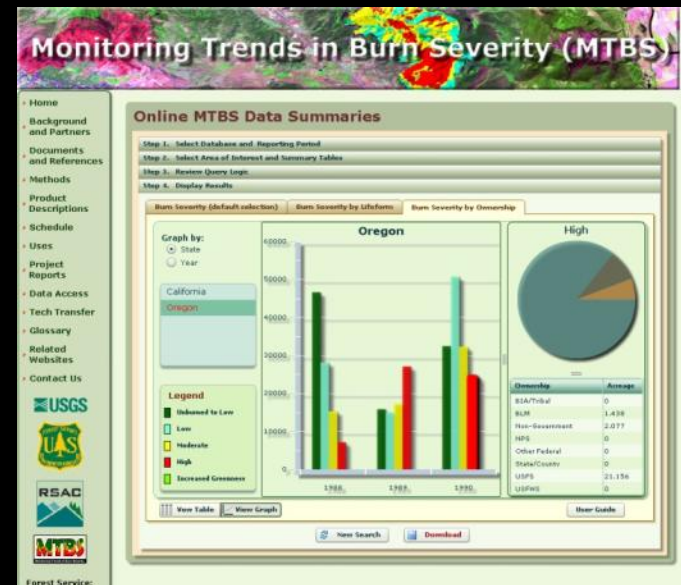 Monitoring Trends in Burn Severity (MTBS)
Home
Background
and Partners
Documents
and References
Methods
Product
Descriptions
Schedule
Uses
Project
Reports
Data Access
Tech Transfer
Glossary
Related
Websites
Contact Us
USGS
UAS
RSAC
MTBS
Forest Service:
Online MTBS Data Summaries
Step 1. Select Database and Reporting Period
Step 2. Select Area of Interest and Summary Tables
Step 3. Review Query Logic
Step 4. Display Results
Burn Severity (default selection)
Burn Severity by Lifeform
Burn Severity by Ownership
Graph by:
State
Year
California
Oregon
Legend
Unburned to Low
Low
Moderate
High
Increased Greenness
Oregon
60000
50000
40000
30000
20000
10000
0
1988 1989 1990
High
Ownership Acreage
BIA/Tribal 0
BLM 1,438
Non-Government 2,077
NPS 0
Other Federal 0
State/County 0
USFS 21,156
USFWS 0
View Table
View Graph
User Guide
New Search
Download